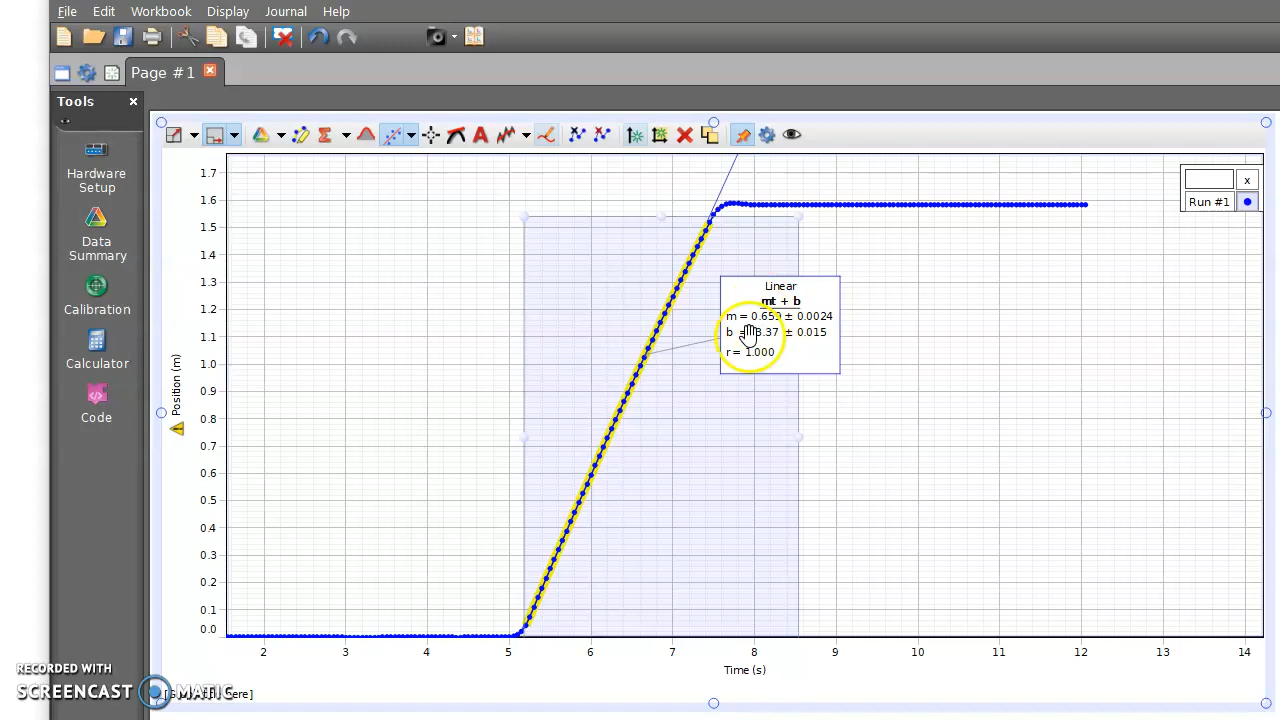 File Edit Workbook Display Journal Help
Page #1
Tools
Hardware
Setup
Data
Summary
Calibration
Calculator
Code
1.7
1.6
1.5
1.4
1.3
1.2
1.1
1.0
0.9
0.8
0.7
0.6
0.5
0.4
0.3
0.2
0.1
0.0
Position (m)
x
Run #1
Linear
mt + b
m = 0.659 ± 0.0024
b = 3.37 ± 0.015
r = 1.000
2 3 4 5 6 7 8 9 10 11 12 13 14
Time (s)
RECORDED WITH
SCREENCAST MATIC